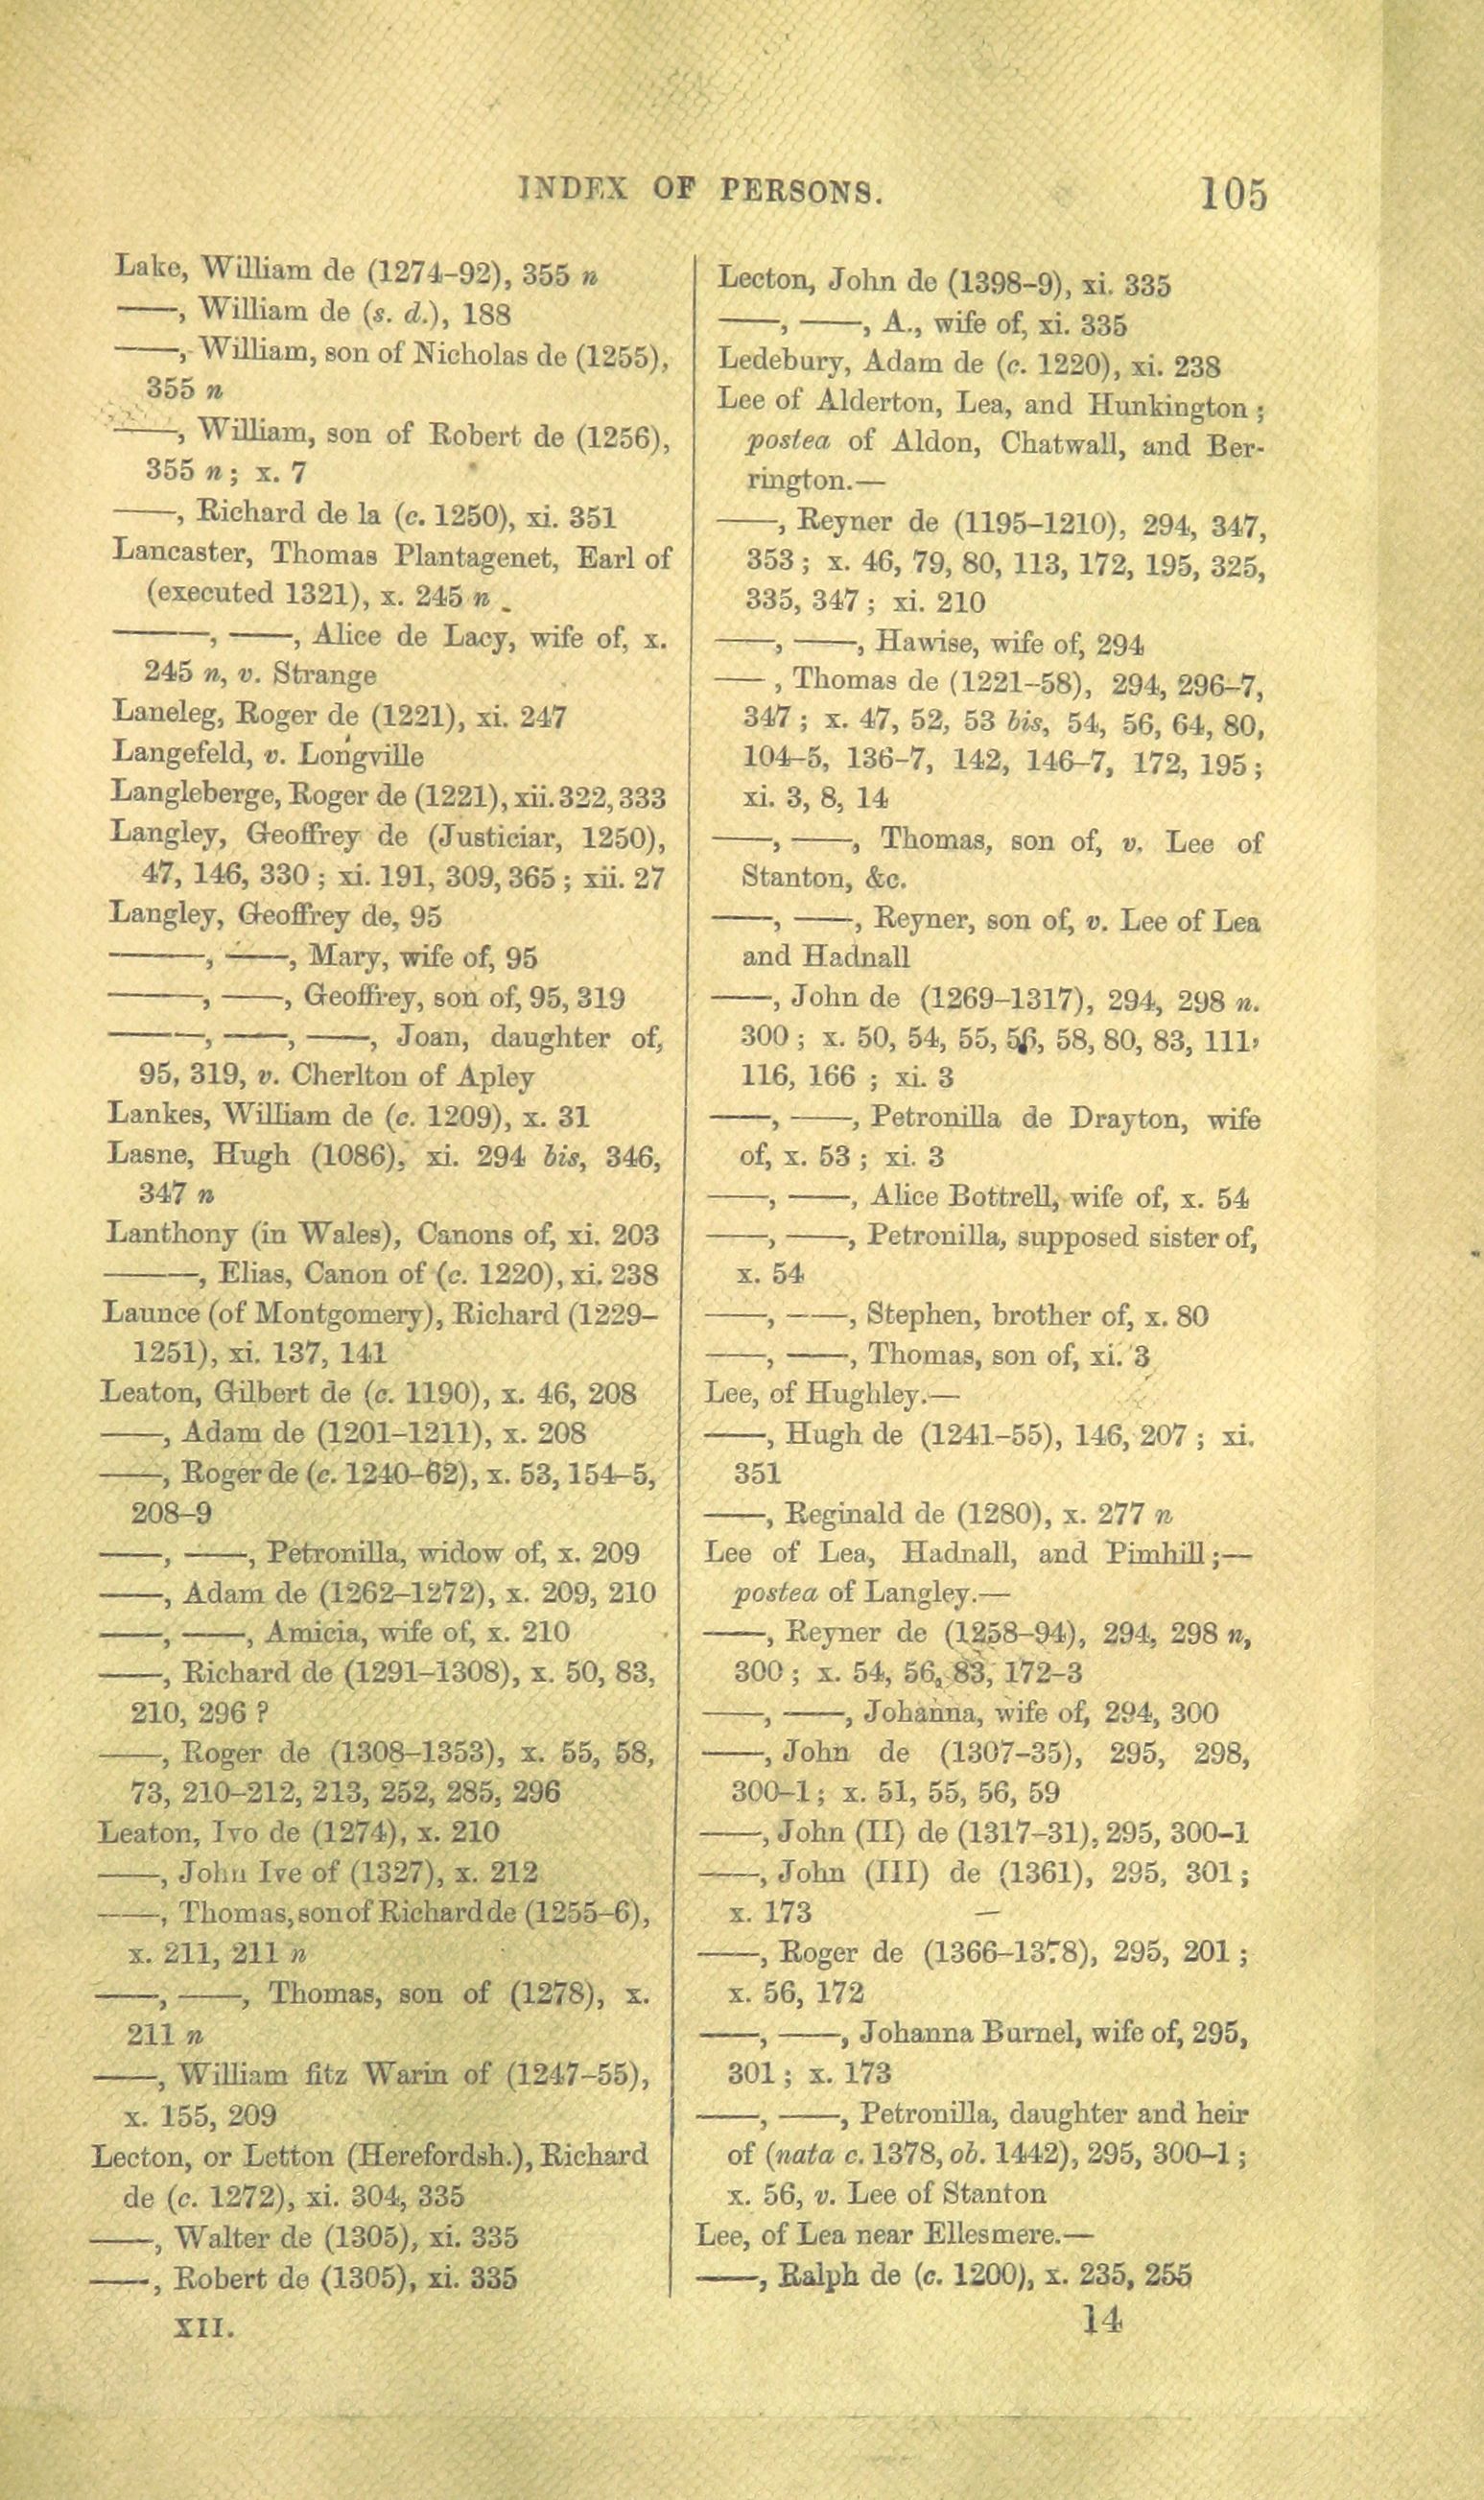 INDEX OF PERSONS. 105
Lake, William de (1274–92), 355 n
——, William de (s. d.), 188
——, William, son of Nicholas de (1255),
355 n
——, William, son of Robert de (1256),
355 n; x. 7
——, Richard de la (c. 1250), xi. 351
Lancaster, Thomas Plantagenet, Earl of
(executed 1321), x. 245 n
———, ——, Alice de Lacy, wife of, x.
245 n, v. Strange
Laneleg, Roger de (1221), xi. 247
Langefeld, v. Longville
Langleberge, Roger de (1221), xii. 322, 333
Langley, Geoffrey de (Justiciar, 1250),
47, 146, 330; xi. 191, 309, 365; xii. 27
Langley, Geoffrey de, 95
———, ——, Mary, wife of, 95
———, ——, Geoffrey, son of, 95, 319
———, ——, ——, Joan, daughter of,
95, 319, v. Cherlton of Apley
Lankes, William de (c. 1209), x. 31
Lasne, Hugh (1086), xi. 294 bis, 346,
347 n
Lanthony (in Wales), Canons of, xi. 203
———, Elias, Canon of (c. 1220), xi. 238
Launce (of Montgomery), Richard (1229–
1251), xi. 137, 141
Leaton, Gilbert de (c. 1190), x. 46, 208
——, Adam de (1201–1211), x. 208
——, Roger de (c. 1240–62), x. 53, 154–5,
208–9
——, ——, Petronilla, widow of, x. 209
——, Adam de (1262–1272), x. 209, 210
——, ——, Amicia, wife of, x. 210
——, Richard de (1291–1308), x. 50, 83,
210, 296 ?
——, Roger de (1308–1353), x. 55, 58,
73, 210–212, 213, 252, 285, 296
Leaton, Ivo de (1274), x. 210
——, John Ive of (1327), x. 212
——, Thomas, son of Richard de (1255–6),
x. 211, 211 n
——, ——, Thomas, son of (1278), x.
211 n
——, William fitz Warin of (1247–55),
x. 155, 209
Lecton, or Letton (Herefordsh.), Richard
de (c. 1272), xi. 304, 335
——, Walter de (1305), xi. 335
——, Robert de (1305), xi. 335
XII.
Lecton, John de (1398–9), xi. 335
——, ——, A., wife of, xi. 335
Ledebury, Adam de (c. 1220), xi. 238
Lee of Alderton, Lea, and Hunkington;
postea of Aldon, Chatwall, and Ber-
rington.—
——, Reyner de (1195–1210), 294, 347,
353; x. 46, 79, 80, 113, 172, 195, 325,
335, 347; xi. 210
——, ——, Hawise, wife of, 294
——, Thomas de (1221–58), 294, 296–7,
347; x. 47, 52, 53 bis, 54, 56, 64, 80,
104–5, 136–7, 142, 146–7, 172, 195;
xi. 3, 8, 14
——, ——, Thomas, son of, v. Lee of
Stanton, &c.
——, ——, Reyner, son of, v. Lee of Lea
and Hadnall
——, John de (1269–1317), 294, 298 n.
300; x. 50, 54, 55, 56, 58, 80, 83, 111,
116, 166 ; xi. 3
——, ——, Petronilla de Drayton, wife
of, x. 53; xi. 3
——, ——, Alice Bottrell, wife of, x. 54
——, ——, Petronilla, supposed sister of,
x. 54
——, ——, Stephen, brother of, x. 80
——, ——, Thomas, son of, xi. 3
Lee, of Hughley.—
——, Hugh de (1241–55), 146, 207; xi.
351
——, Reginald de (1280), x. 277 n
Lee of Lea, Hadnall, and Pimhill;—
postea of Langley.—
——, Reyner de (1258–94), 294, 298 n,
300; x. 54, 56, 83, 172–3
——, ——, Johanna, wife of, 294, 300
——, John de (1307–35), 295, 298,
300–1; x. 51, 55, 56, 59
——, John (II) de (1317–31), 295, 300–1
——, John (III) de (1361), 295, 301;
x. 173
——, Roger de (1366–1378), 295, 201;
x. 56, 172
——, ——, Johanna Burnel, wife of, 295,
301; x. 173
——, ——, Petronilla, daughter and heir
of (nata c. 1378, ob. 1442), 295, 300–1;
x. 56, v. Lee of Stanton
Lee, of Lea near Ellesmere.—
——, Ralph de (c. 1200), x. 235, 255
14